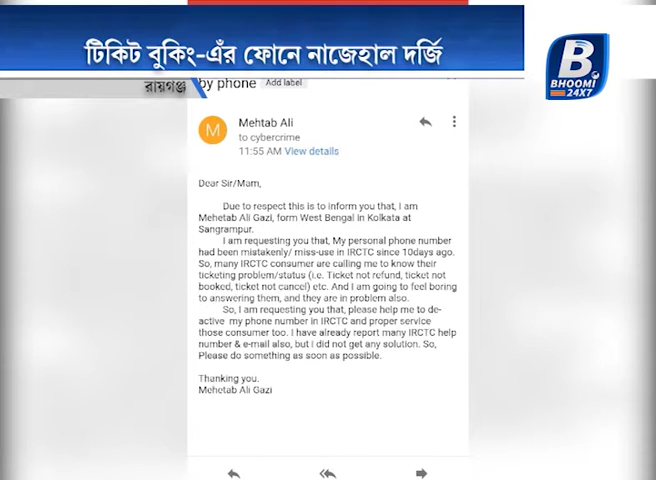 টিকিট বুকিং-এঁর ফোনে নাজেহাল দর্জি
রায়গঞ্জ
B
BHOOMI
24X7
by phone Add label
M
Mehtab Ali
to cybercrime
11:55 AM View details
Dear Sir/Mam,
Due to respect this is to inform you that, I am
Mehetab Ali Gazi, form West Bengal in Kolkata at
Sangrampur.
I am requesting you that, My personal phone number
had been mistakenly/ miss-use in IRCTC since 10days ago.
So, many IRCTC consumer are calling me to know their
ticketing problem/status (i.e. Ticket not refund, ticket not
booked, ticket not cancel) etc. And I am going to feel boring
to answering them, and they are in problem also.
So, I am requesting you that, please help me to de-
active my phone number in IRCTC and proper service
those consumer too. I have already report many IRCTC help
number & e-mail also, but i did not get any solution. So,
Please do something as soon as possible.
Thanking you.
Mehetab Ali Gazi